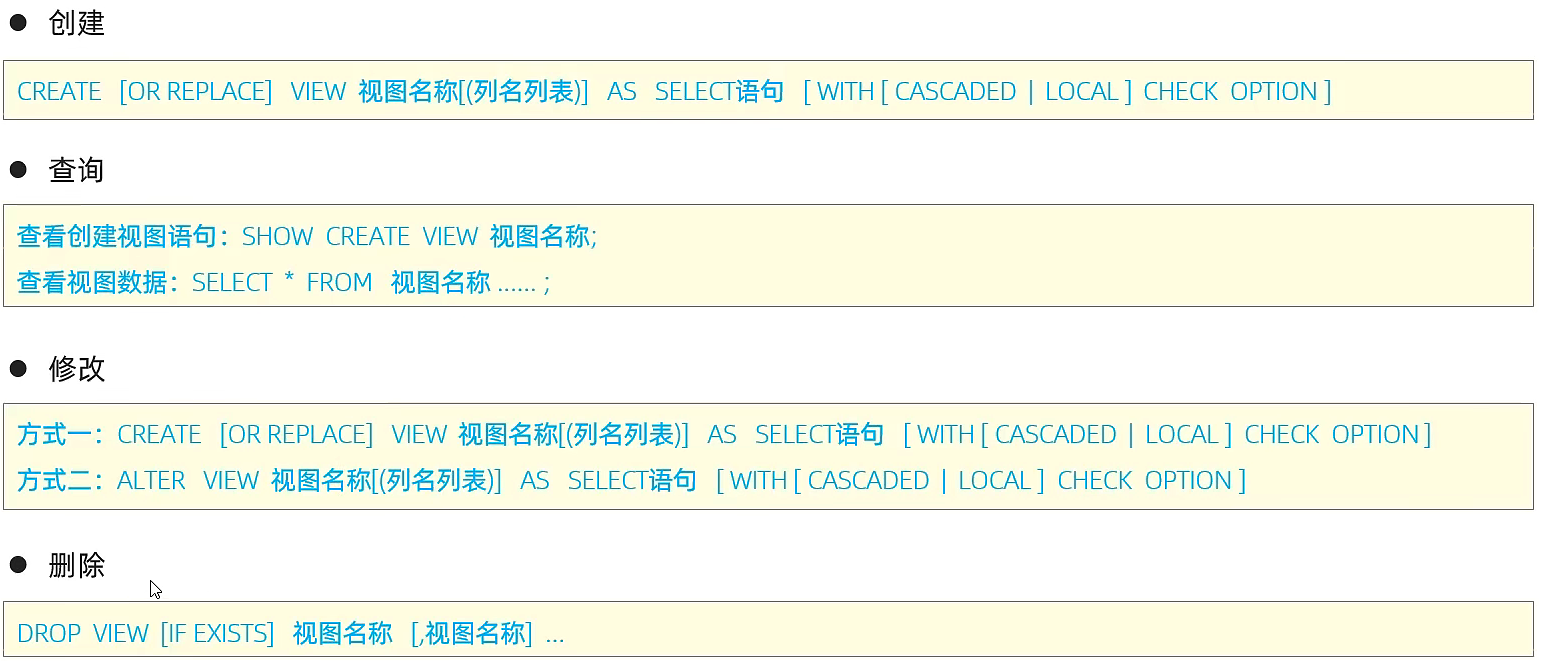 ● 创建
CREATE [OR REPLACE] VIEW 视图名称[(列名列表)] AS SELECT语句 [ WITH [ CASCADED | LOCAL ] CHECK OPTION ]
● 查询
查看创建视图语句：SHOW CREATE VIEW 视图名称;
查看视图数据：SELECT * FROM 视图名称 ...... ;
● 修改
方式一：CREATE [OR REPLACE] VIEW 视图名称[(列名列表)] AS SELECT语句 [ WITH [ CASCADED | LOCAL ] CHECK OPTION ]
方式二：ALTER VIEW 视图名称[(列名列表)] AS SELECT语句 [ WITH [ CASCADED | LOCAL ] CHECK OPTION ]
● 删除
DROP VIEW [IF EXISTS] 视图名称 [,视图名称] ...